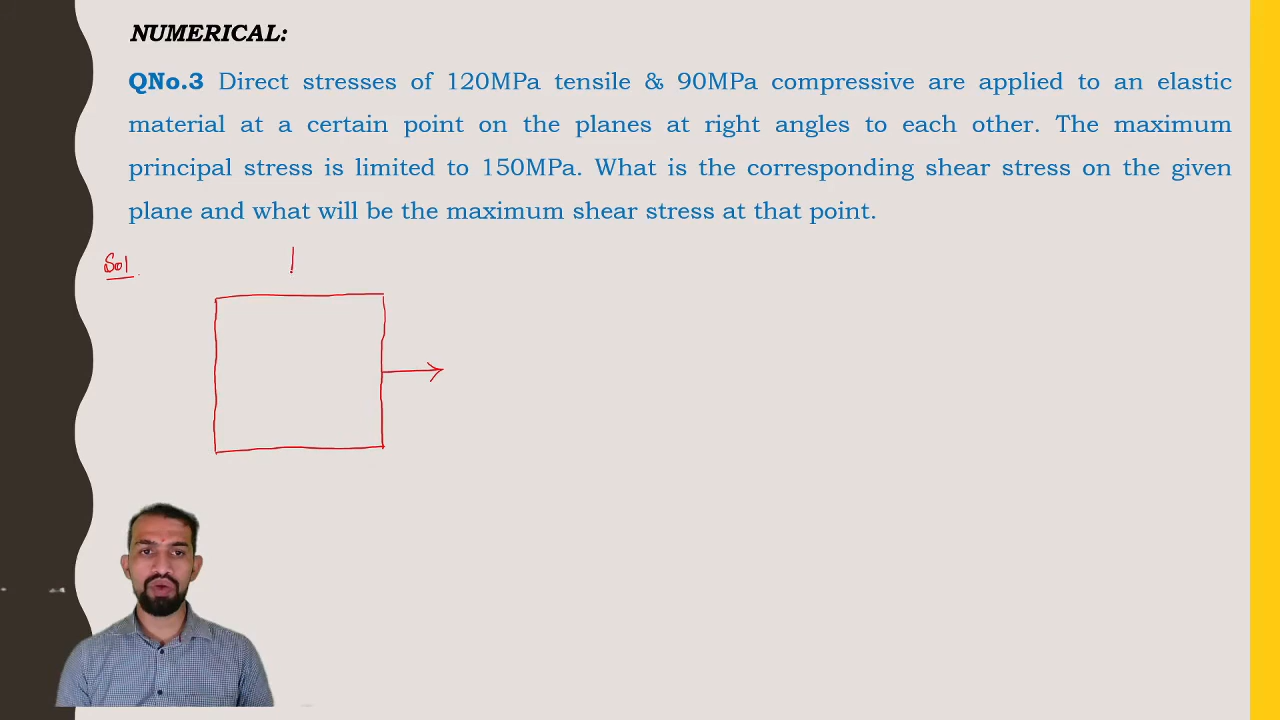 NUMERICAL:
QNo.3 Direct stresses of 120MPa tensile & 90MPa compressive are applied to an elastic
material at a certain point on the planes at right angles to each other. The maximum
principal stress is limited to 150MPa. What is the corresponding shear stress on the given
plane and what will be the maximum shear stress at that point.
Sol